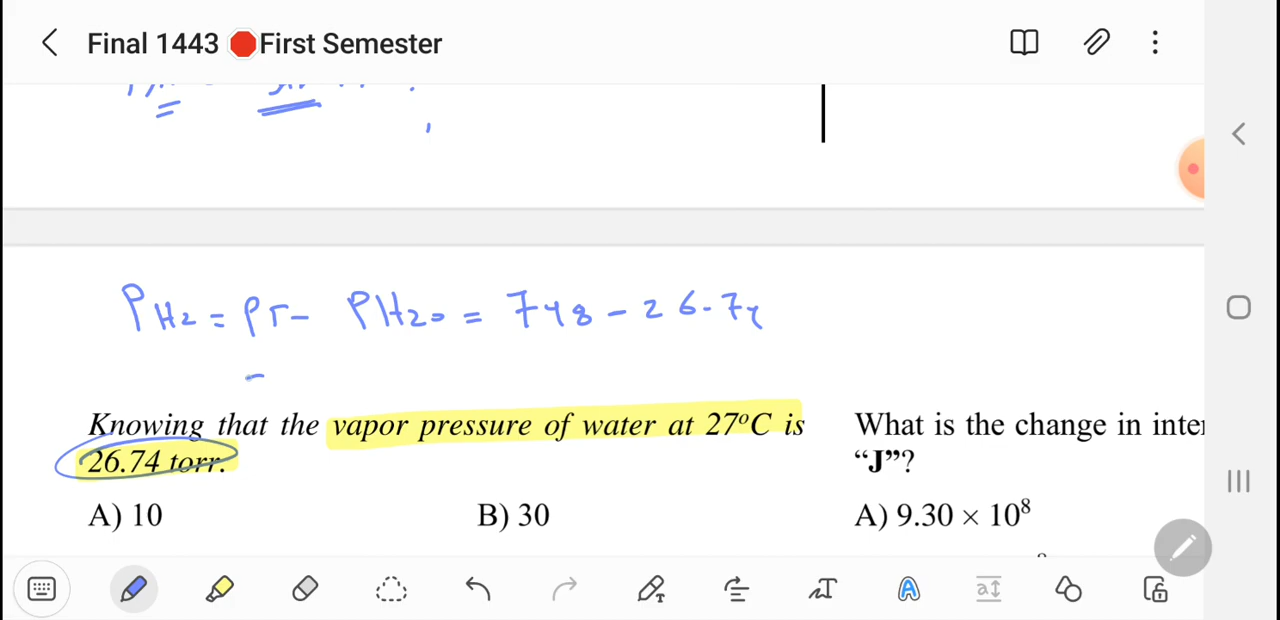 Final 1443 🛑First Semester
PH2 = PT - PH2O = 748 - 26.74
Knowing that the vapor pressure of water at 27°C is
26.74 torr.
A) 10 B) 30
What is the change in inter
“J”?
A) 9.30 × 10⁸